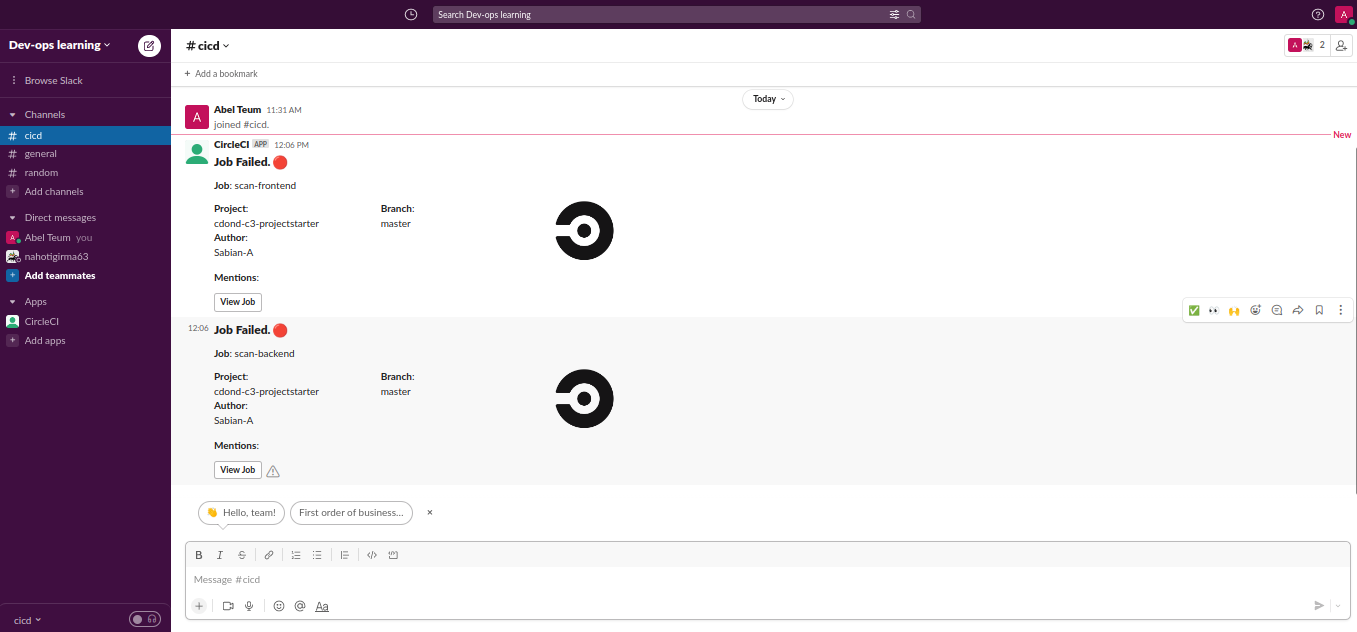 Search Dev-ops learning
A
Dev-ops learning
# cicd
A 2
Browse Slack
+ Add a bookmark
Channels
# cicd
# general
# random
+ Add channels
Direct messages
A Abel Teum you
nahotigirma63
+ Add teammates
Apps
CircleCI
+ Add apps
cicd
Today
A
Abel Teum 11:31 AM
joined #cicd.
New
CircleCI APP 12:06 PM
Job Failed. 🔴
Job: scan-frontend
Project: Branch:
cdond-c3-projectstarter master
Author:
Sabian-A
Mentions:
View Job
12:06 Job Failed. 🔴
Job: scan-backend
Project: Branch:
cdond-c3-projectstarter master
Author:
Sabian-A
Mentions:
View Job
👋 Hello, team! First order of business... ×
B I S
Message #cicd
+ @ Aa